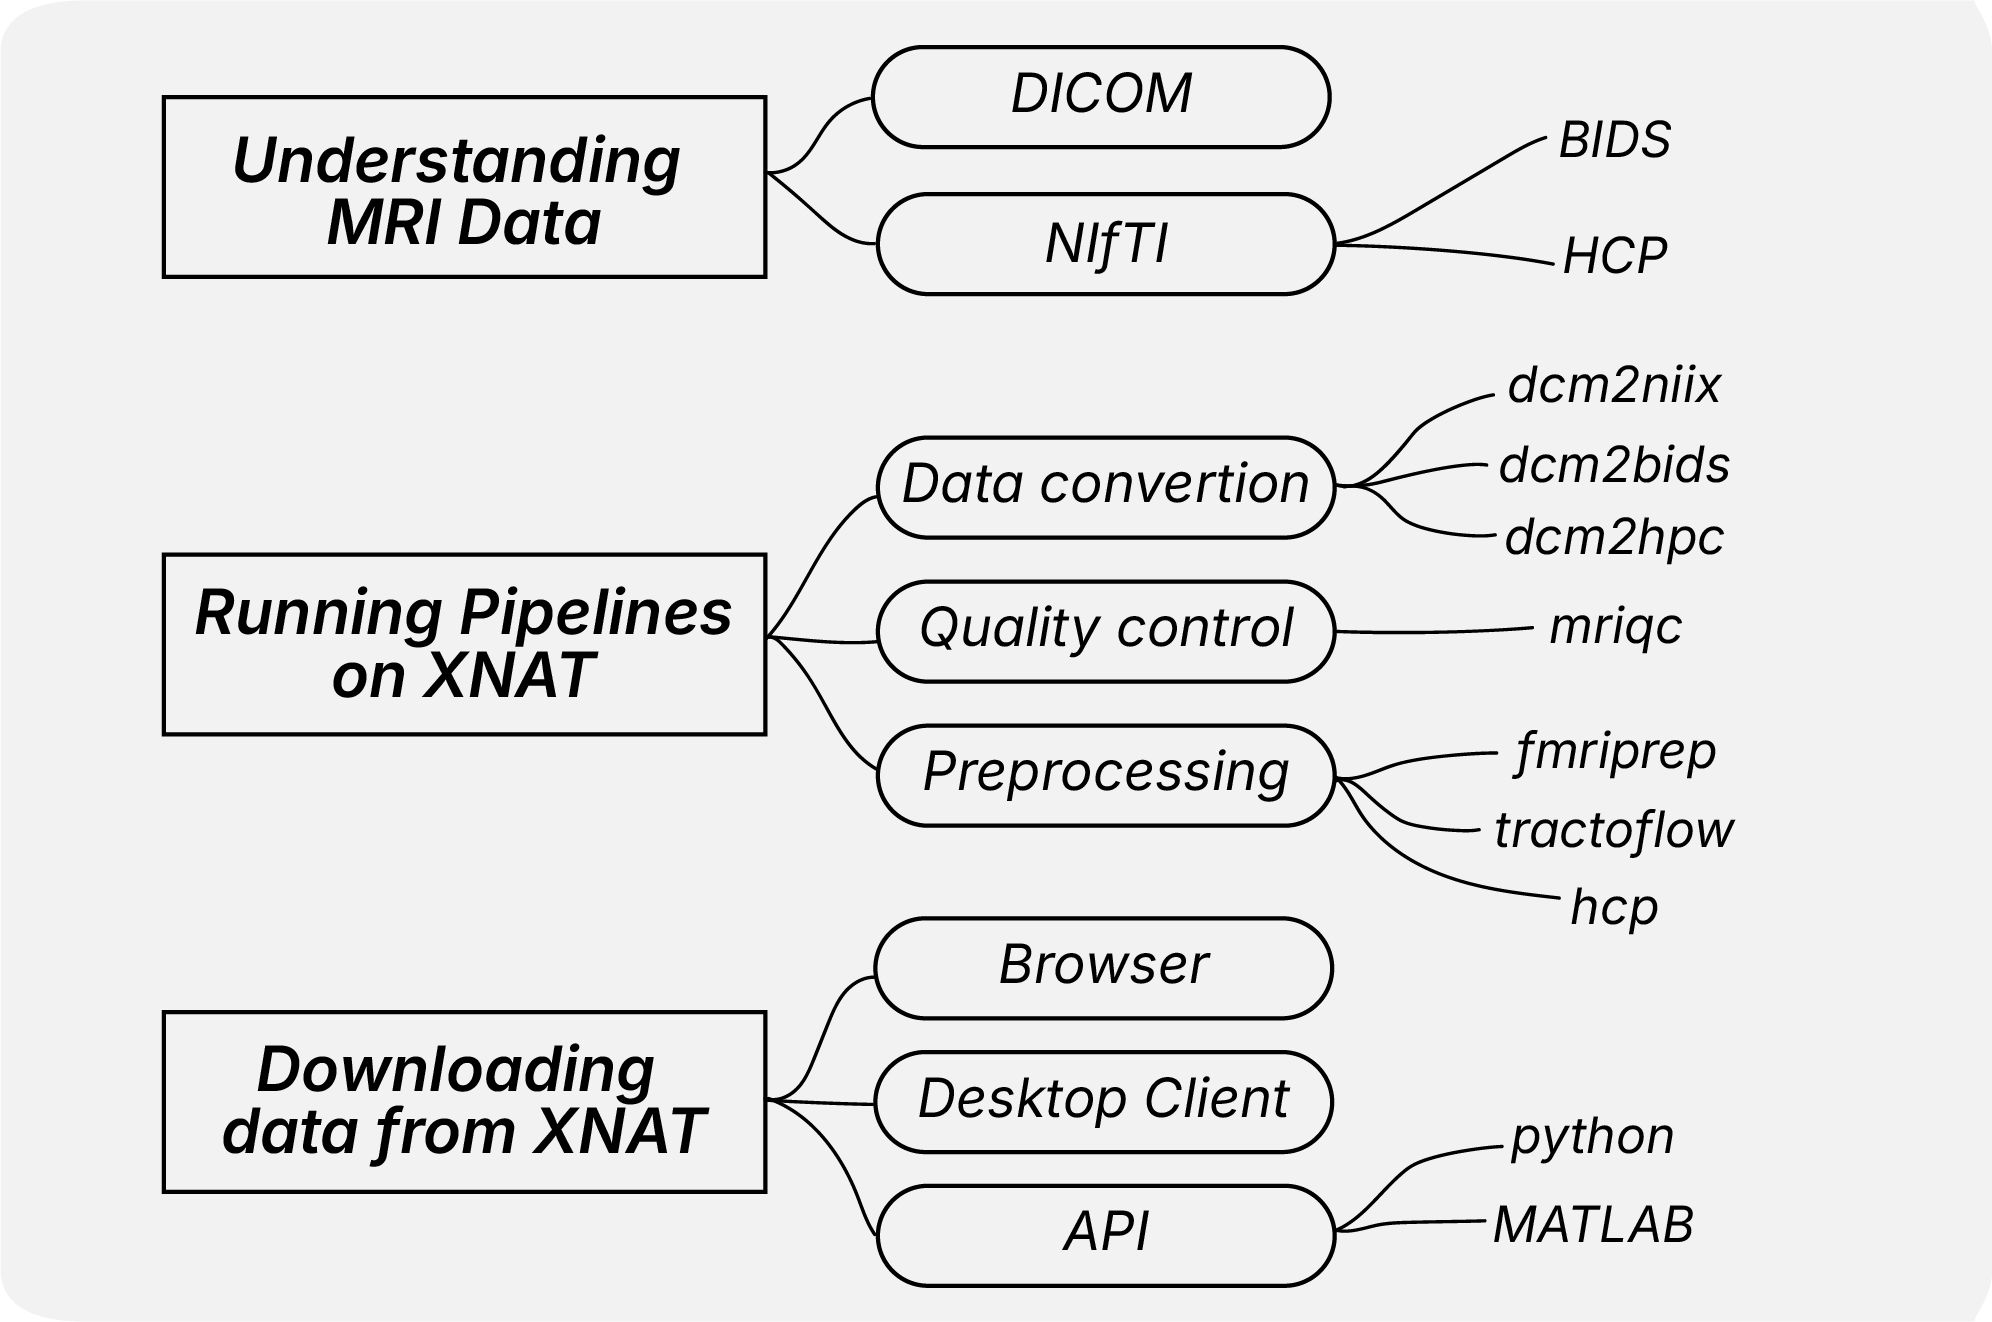 Understanding
MRI Data
DICOM
NIfTI
BIDS
HCP
Running Pipelines
on XNAT
Data convertion
dcm2niix
dcm2bids
dcm2hpc
Quality control
mriqc
Preprocessing
fmriprep
tractoflow
hcp
Downloading
data from XNAT
Browser
Desktop Client
API
python
MATLAB